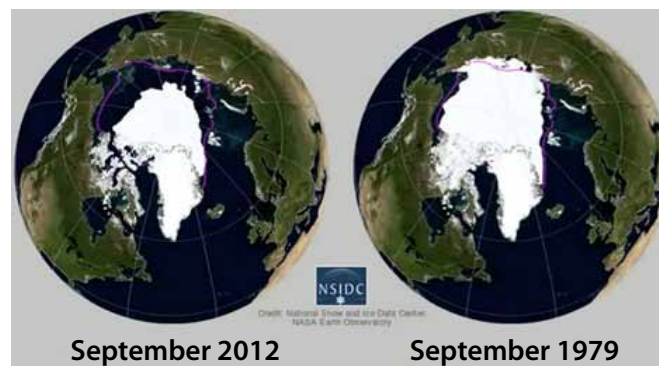 NSIDC
Credit: National Snow and Ice Data Center,
NASA Earth Observatory
September 2012
September 1979